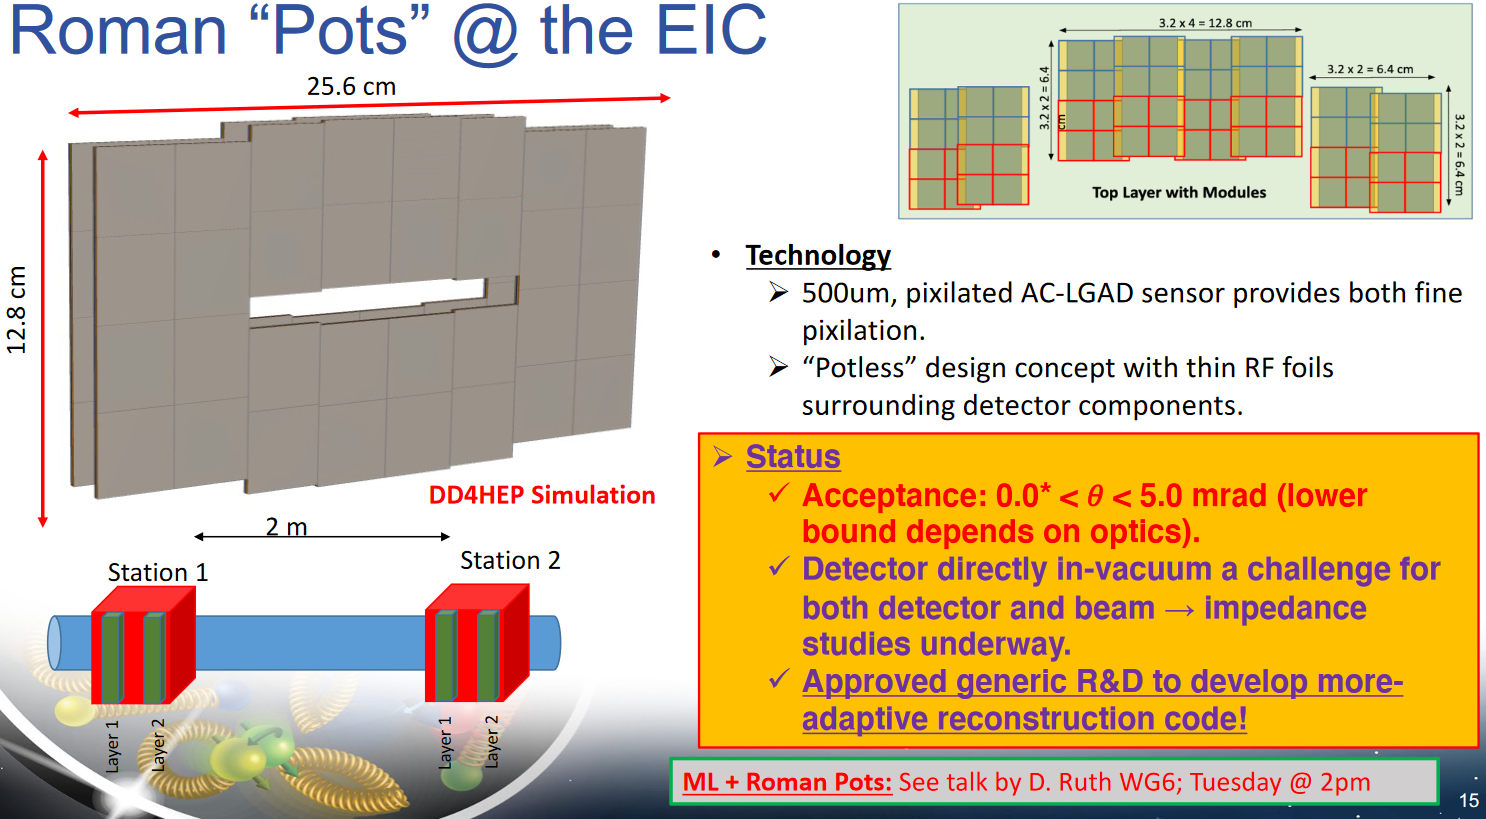 Roman “Pots” @ the EIC
25.6 cm
12.8 cm
DD4HEP Simulation
2 m
Station 1
Station 2
Layer 1
Layer 2
Layer 1
Layer 2
3.2 x 4 = 12.8 cm
3.2 x 2 = 6.4
cm
3.2 x 2 = 6.4 cm
3.2 x 2 = 6.4 cm
Top Layer with Modules
• Technology
➢ 500um, pixilated AC-LGAD sensor provides both fine
pixilation.
➢ “Potless” design concept with thin RF foils
surrounding detector components.
➢ Status
✓ Acceptance: 0.0* < θ < 5.0 mrad (lower
bound depends on optics).
✓ Detector directly in-vacuum a challenge for
both detector and beam → impedance
studies underway.
✓ Approved generic R&D to develop more-
adaptive reconstruction code!
ML + Roman Pots: See talk by D. Ruth WG6; Tuesday @ 2pm
15